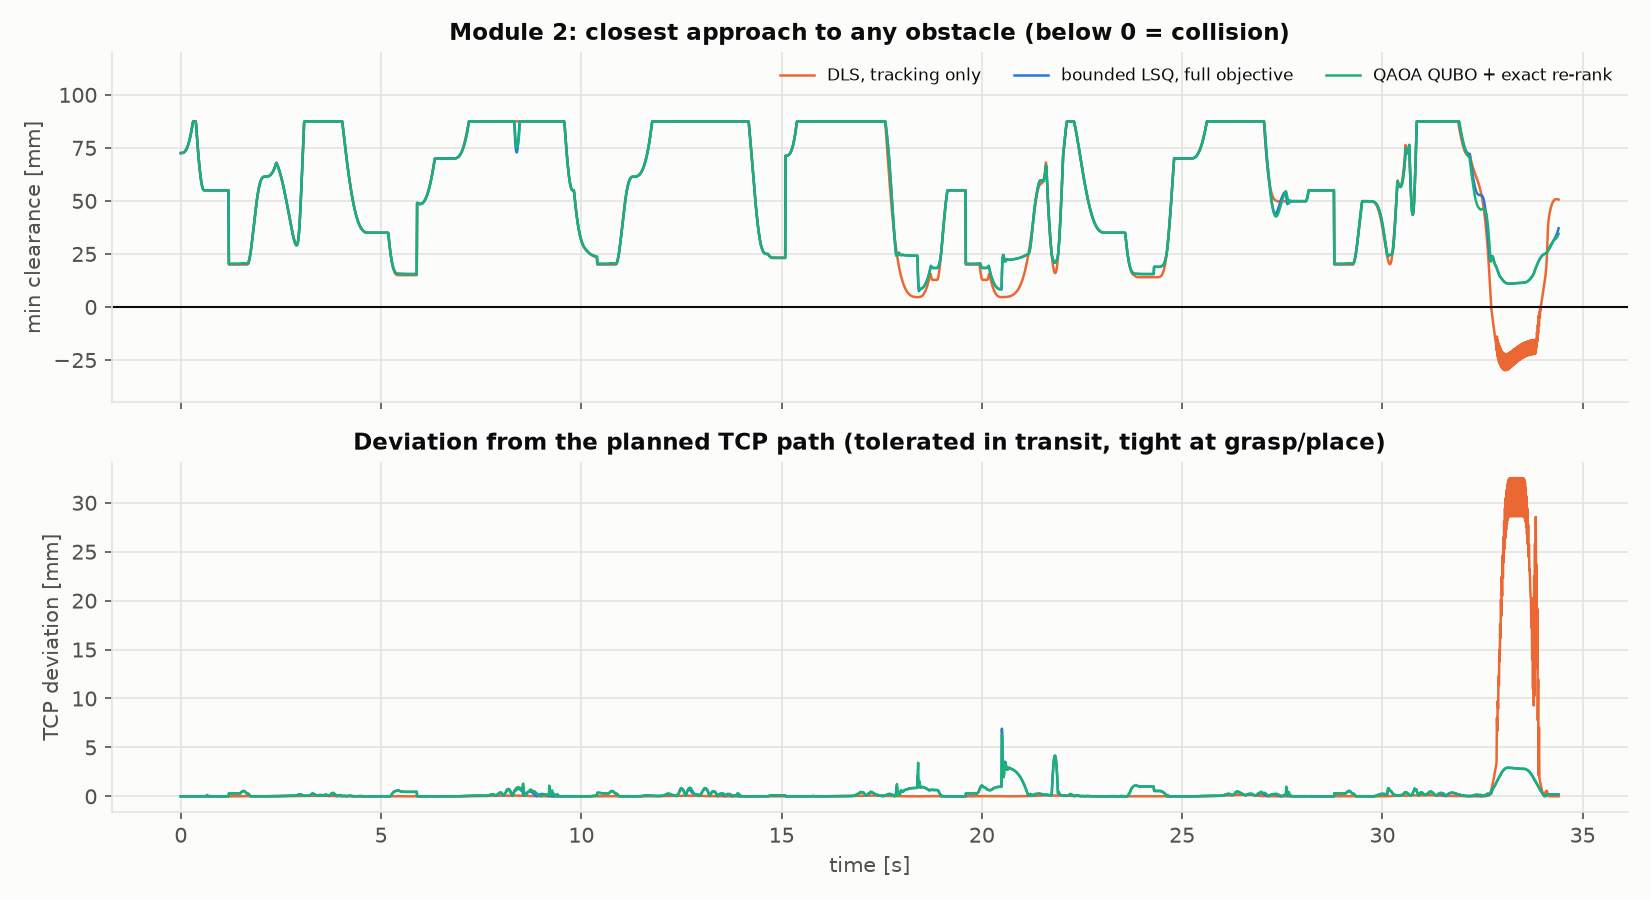 Module 2: closest approach to any obstacle (below 0 = collision)
DLS, tracking only
bounded LSQ, full objective
QAOA QUBO + exact re-rank
min clearance [mm]
100
75
50
25
0
−25
Deviation from the planned TCP path (tolerated in transit, tight at grasp/place)
TCP deviation [mm]
30
25
20
15
10
5
0
0
5
10
15
20
25
30
35
time [s]